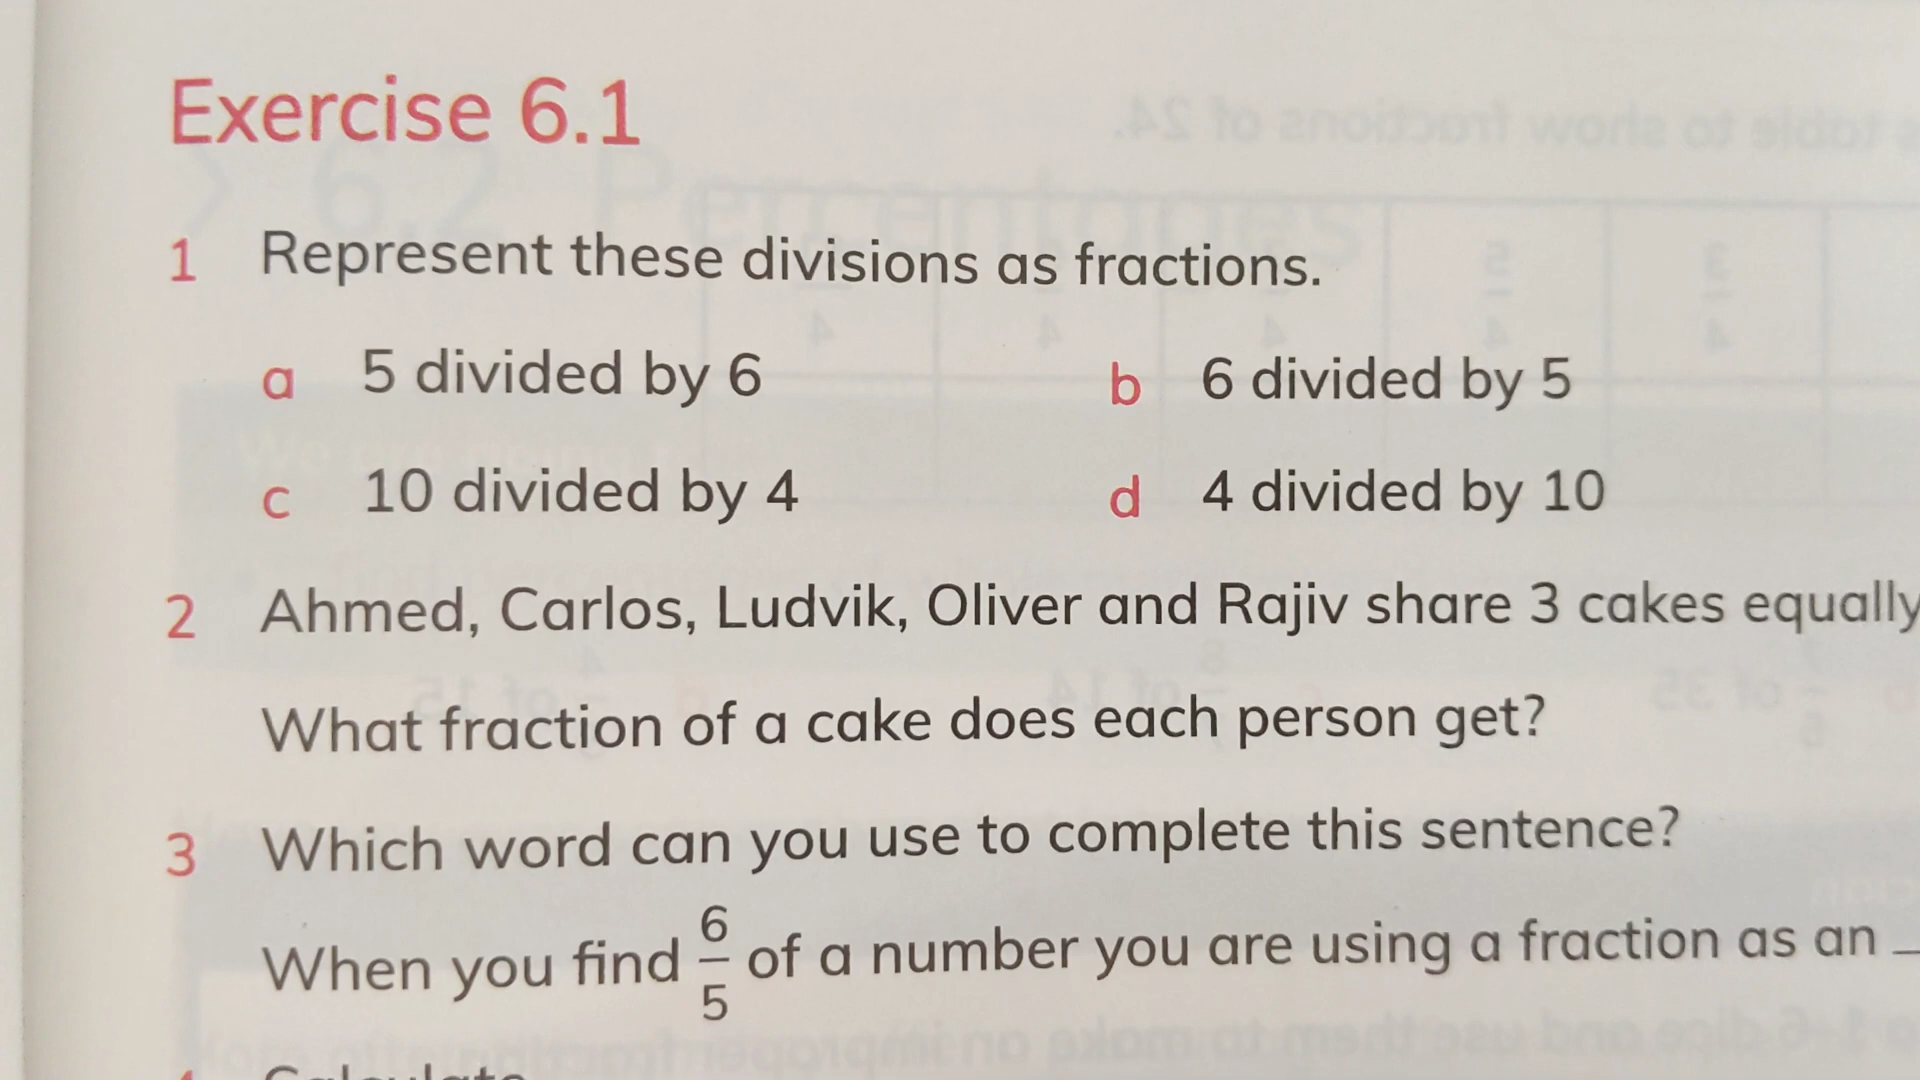 Exercise 6.1
1 Represent these divisions as fractions.
a 5 divided by 6 b 6 divided by 5
c 10 divided by 4 d 4 divided by 10
2 Ahmed, Carlos, Ludvik, Oliver and Rajiv share 3 cakes equally
What fraction of a cake does each person get?
3 Which word can you use to complete this sentence?
When you find 6/5 of a number you are using a fraction as an _